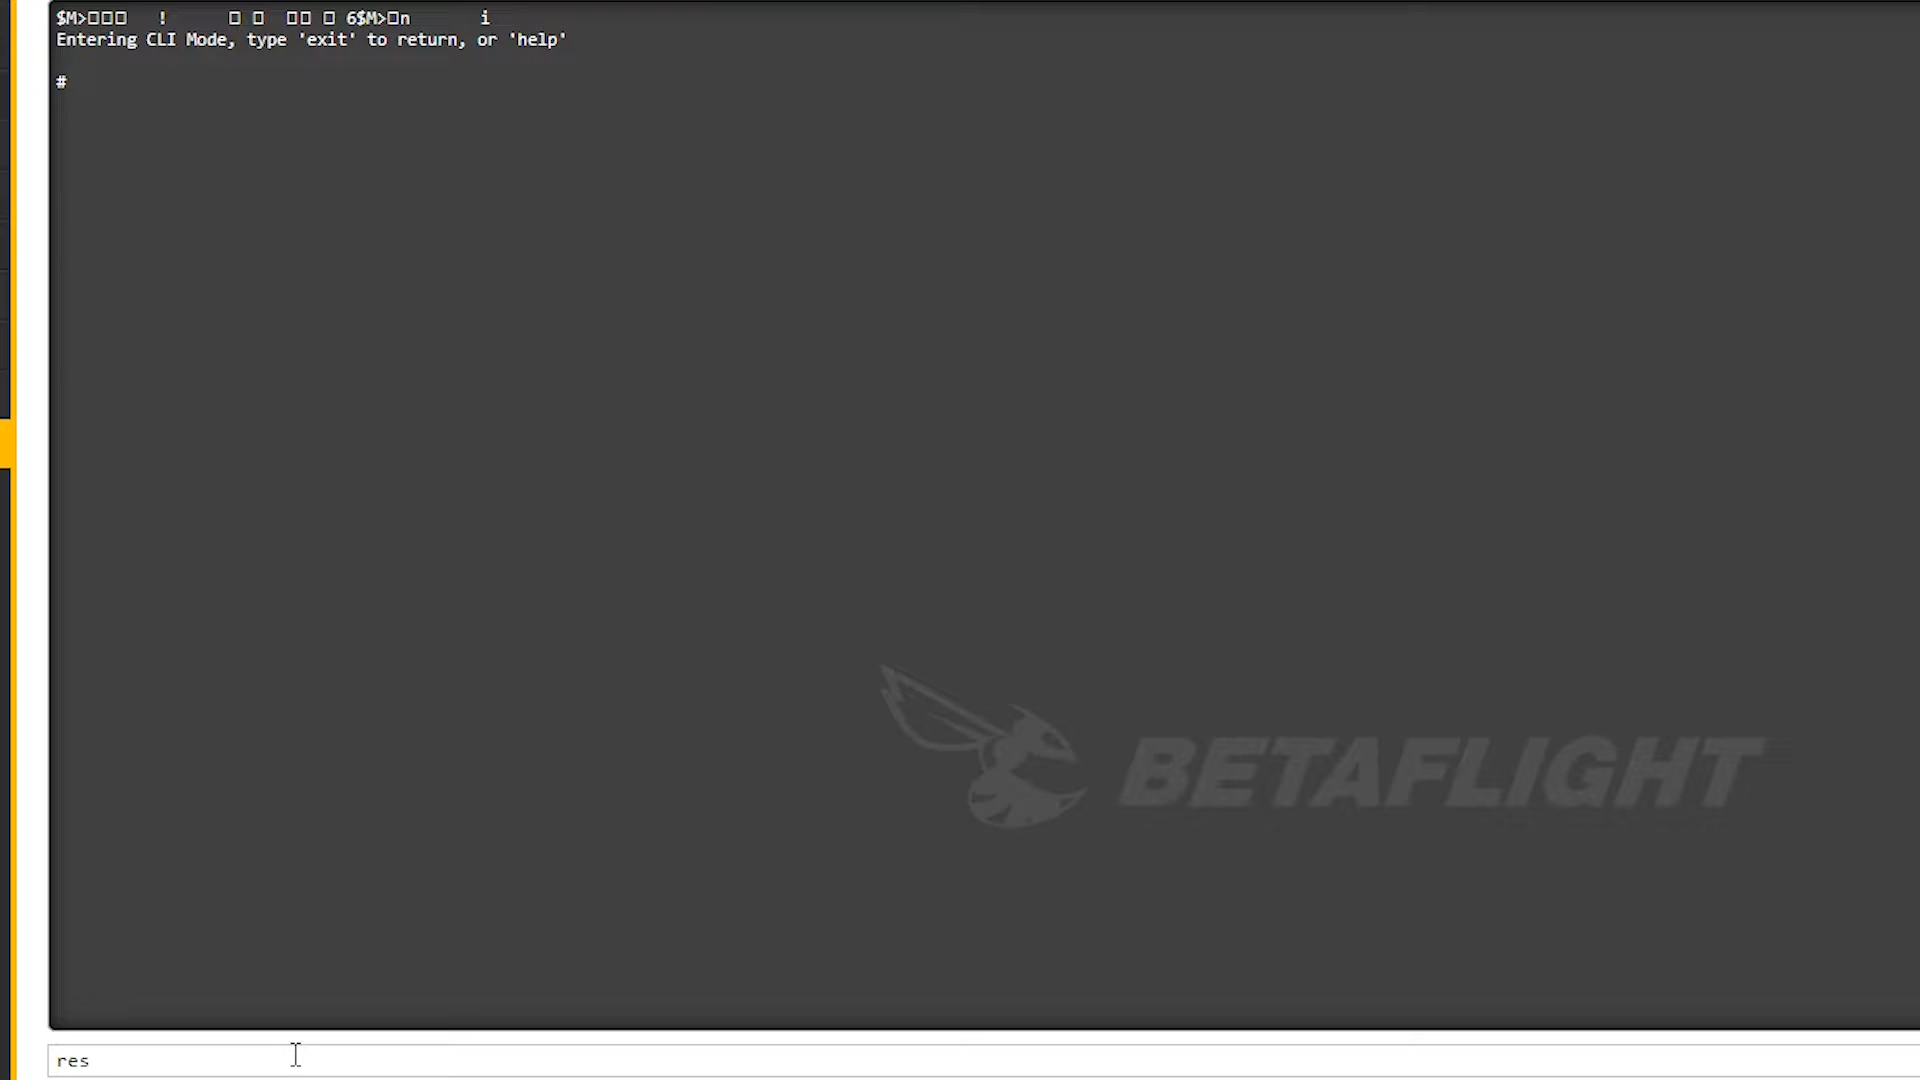 $M>□□□ ! □ □ □□ □ 6$M>□n i
Entering CLI Mode, type 'exit' to return, or 'help'
#
BETAFLIGHT
res